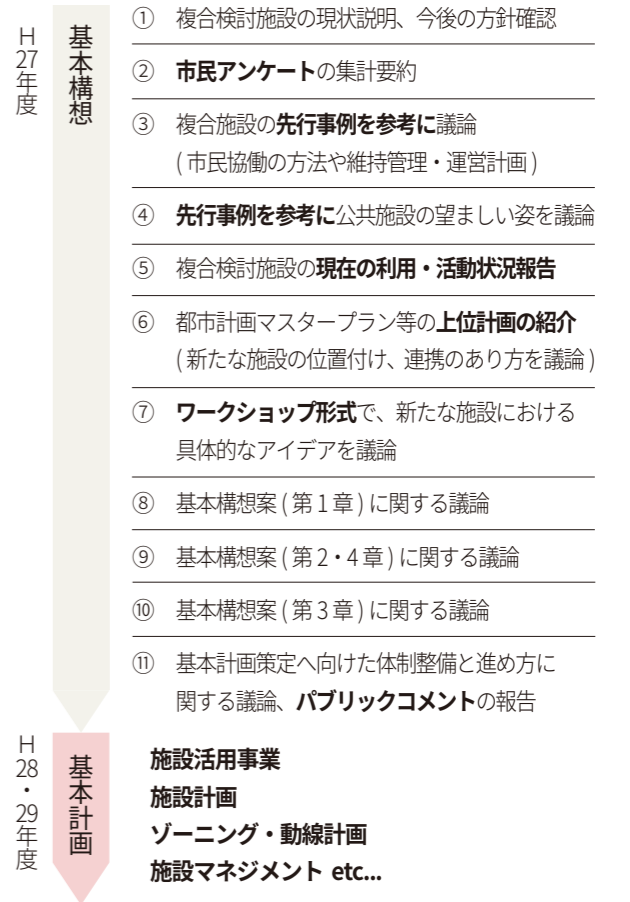 H27年度
基本構想
① 複合検討施設の現状説明、今後の方針確認
② 市民アンケートの集計要約
③ 複合施設の先行事例を参考に議論
(市民協働の方法や維持管理・運営計画)
④ 先行事例を参考に公共施設の望ましい姿を議論
⑤ 複合検討施設の現在の利用・活動状況報告
⑥ 都市計画マスタープラン等の上位計画の紹介
(新たな施設の位置付け、連携のあり方を議論)
⑦ ワークショップ形式で、新たな施設における
具体的なアイデアを議論
⑧ 基本構想案(第1章)に関する議論
⑨ 基本構想案(第2・4章)に関する議論
⑩ 基本構想案(第3章)に関する議論
⑪ 基本計画策定へ向けた体制整備と進め方に
関する議論、パブリックコメントの報告
H28・29年度
基本計画
施設活用事業
施設計画
ゾーニング・動線計画
施設マネジメント etc...